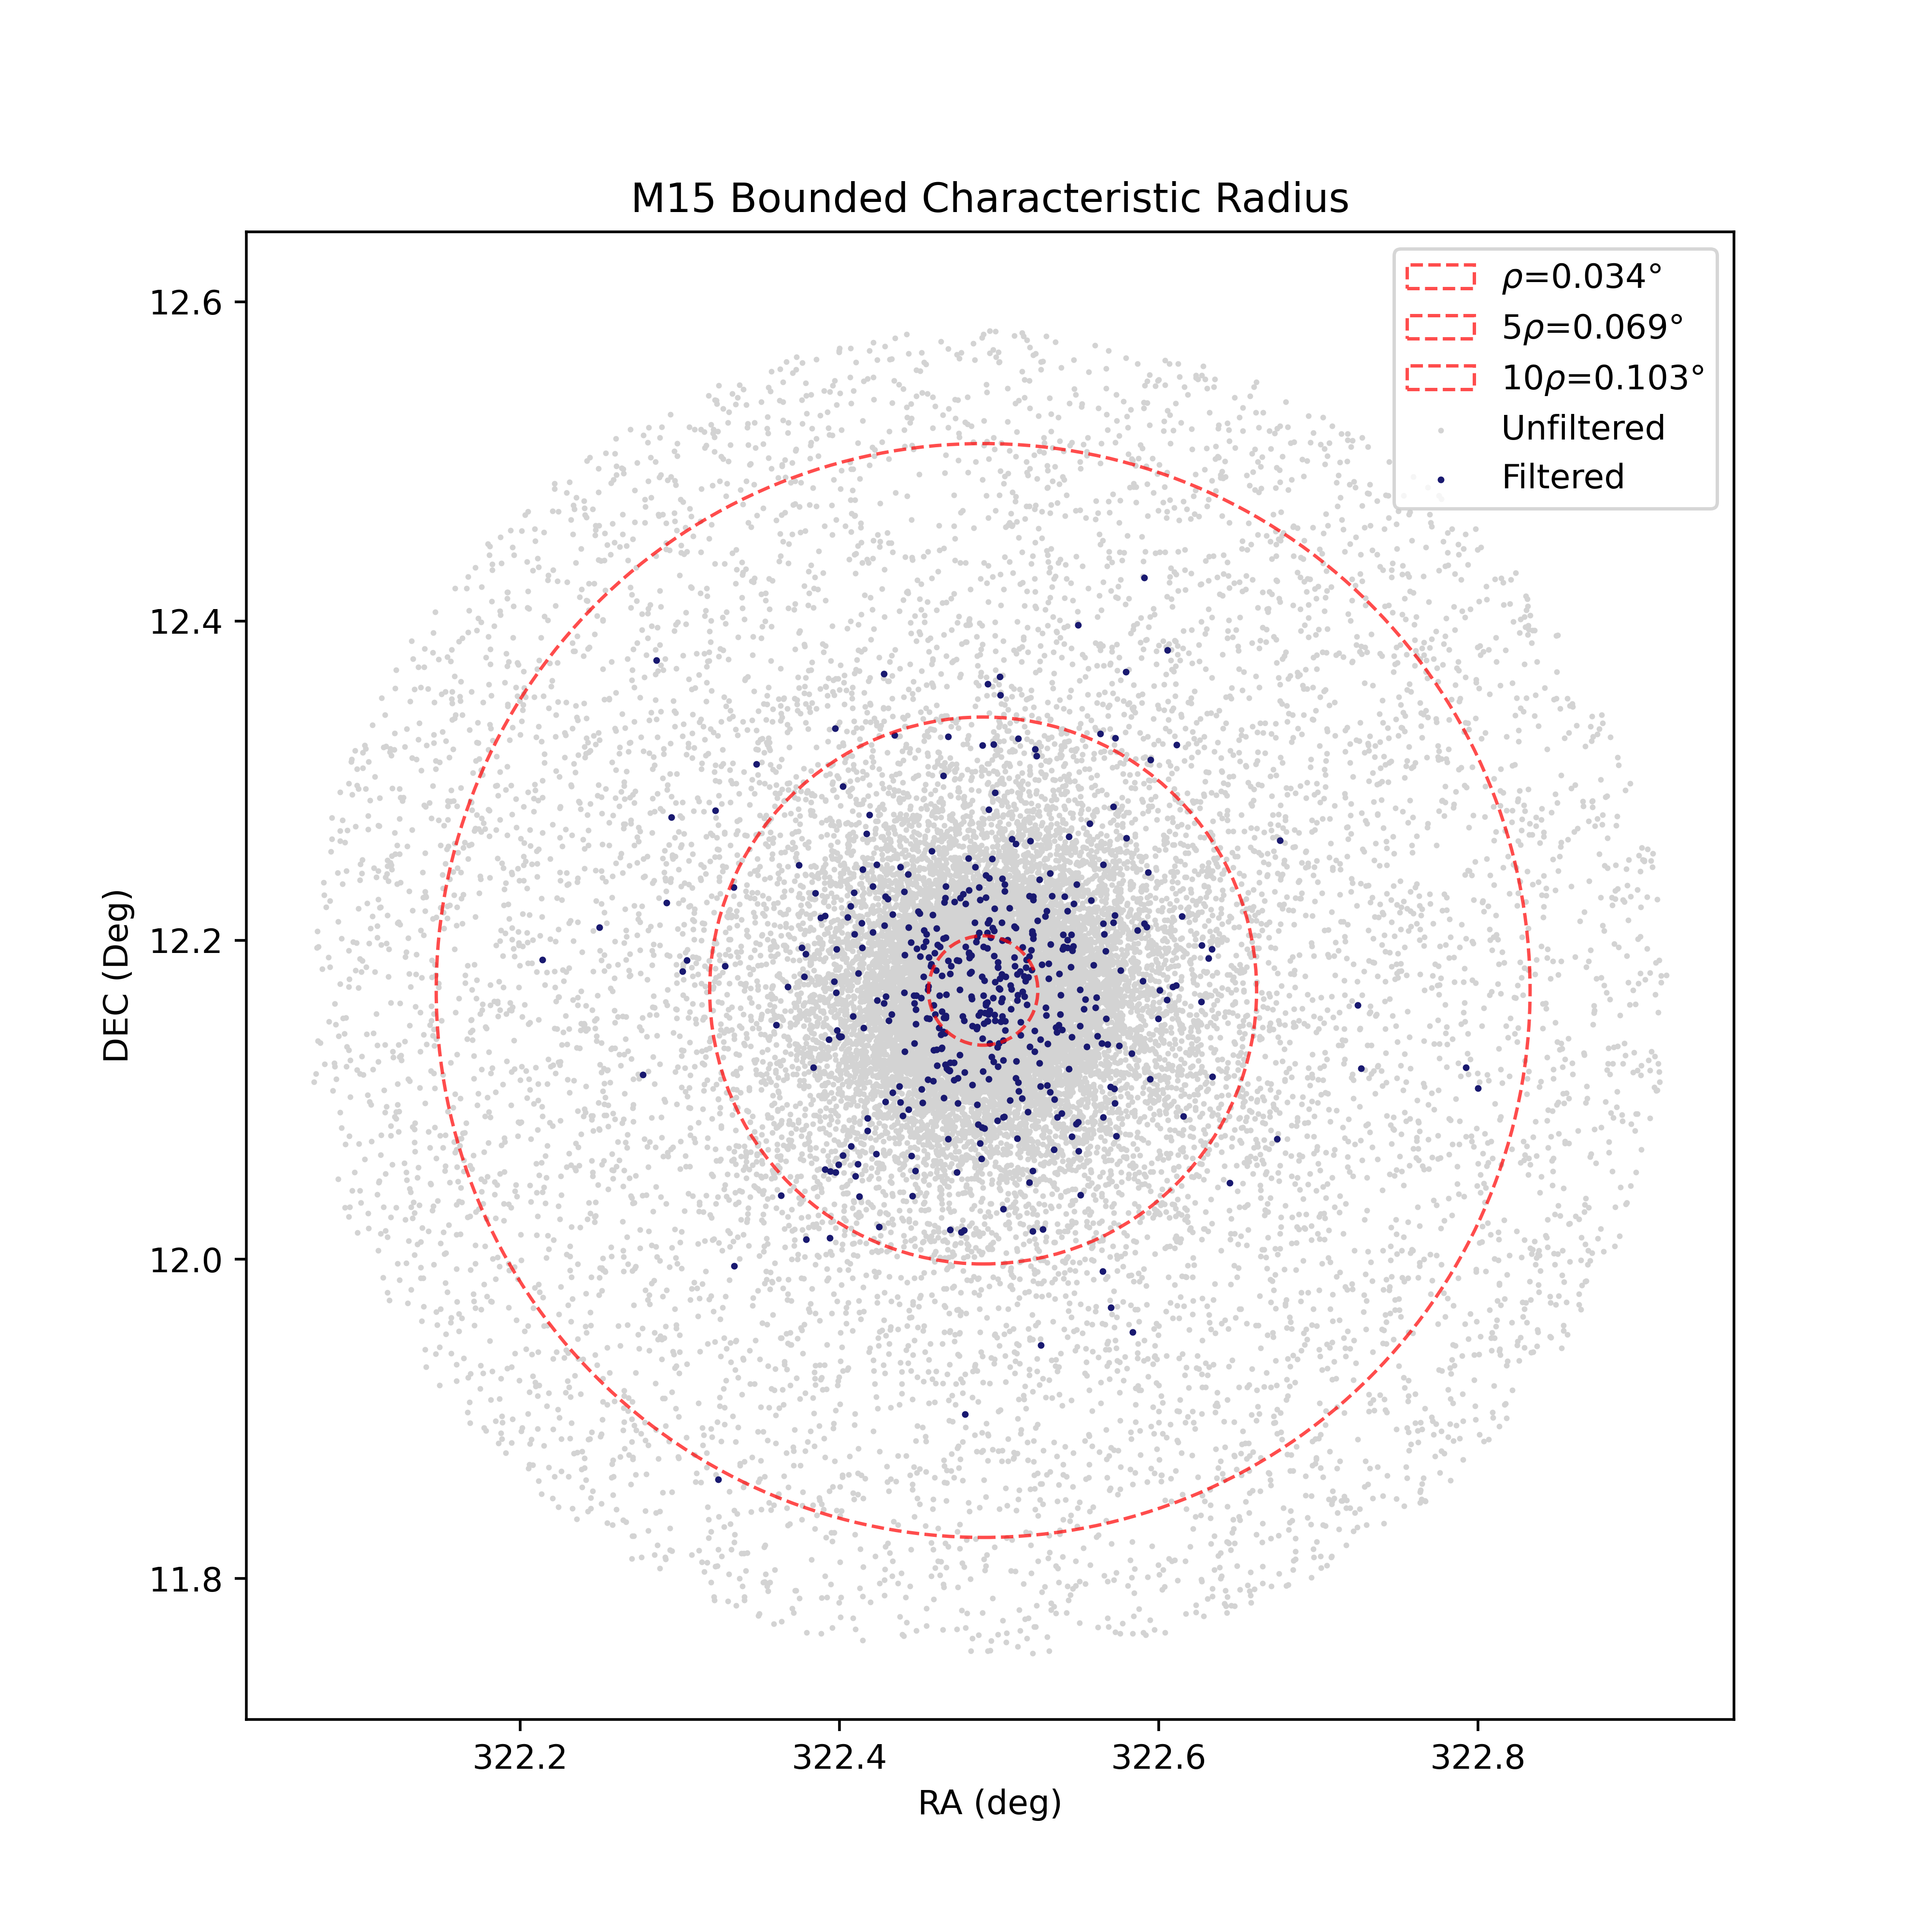 M15 Bounded Characteristic Radius
ρ=0.034°
5ρ=0.069°
10ρ=0.103°
Unfiltered
Filtered
12.6
12.4
12.2
12.0
11.8
DEC (Deg)
322.2 322.4 322.6 322.8
RA (deg)